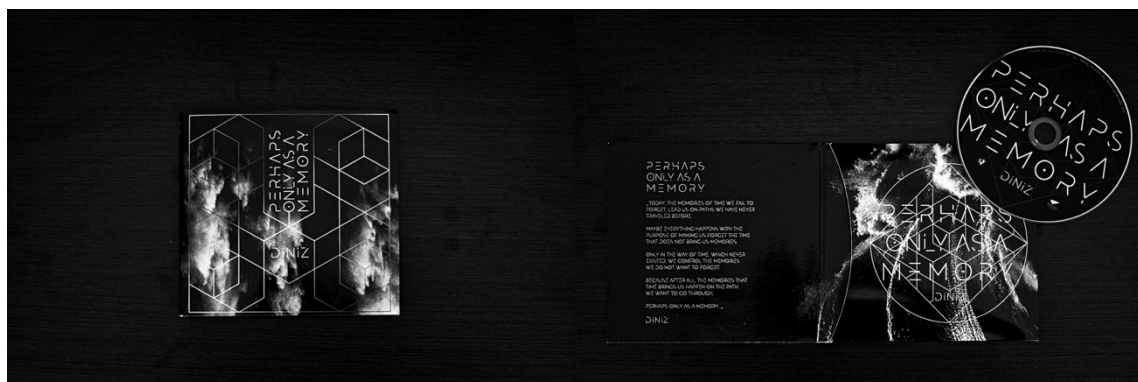 PERHAPS
ONLY AS A
MEMORY
DiNiZ
PERHAPS
ONLY AS A
MEMORY
_TODAY, THE MEMORIES OF TIME WE FAIL TO
FORGET, LEAD US ON PATHS WE HAVE NEVER
TRAVELED BEFORE.
MAYBE EVERYTHING HAPPENS WITH THE
PURPOSE OF MAKING US FORGET THE TIME
THAT DOES NOT BRING US MEMORIES.
ONLY IN THE WAY OF TIME, WHICH NEVER
EXISTED, WE CONTROL THE MEMORIES
WE DO NOT WANT TO FORGET.
BECAUSE AFTER ALL THE MEMORIES THAT
TIME BRINGS US HAPPEN ON THE PATH
WE WANT TO GO THROUGH.
PERHAPS ONLY AS A MEMORY _
DiNiZ
PERHAPS
ONLY AS A
MEMORY
DiNiZ
PERHAPS
ONLY AS A
MEMORY
DiNiZ